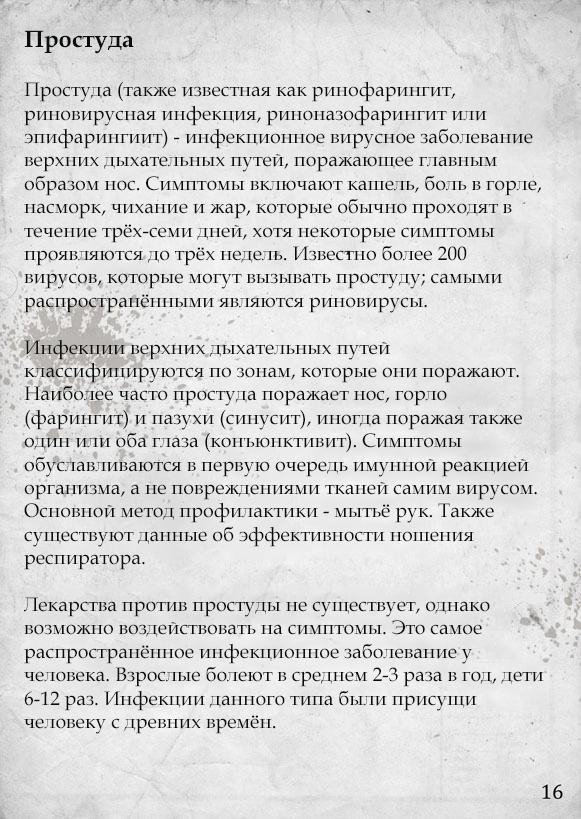 Простуда
Простуда (также известная как ринофарингит,
риновирусная инфекция, риноназофарингит или
эпифарингиит) - инфекционное вирусное заболевание
верхних дыхательных путей, поражающее главным
образом нос. Симптомы включают кашель, боль в горле,
насморк, чихание и жар, которые обычно проходят в
течение трёх-семи дней, хотя некоторые симптомы
проявляются до трёх недель. Известно более 200
вирусов, которые могут вызывать простуду; самыми
распространёнными являются риновирусы.
Инфекции верхних дыхательных путей
классифицируются по зонам, которые они поражают.
Наиболее часто простуда поражает нос, горло
(фарингит) и пазухи (синусит), иногда поражая также
один или оба глаза (конъюнктивит). Симптомы
обуславливаются в первую очередь имунной реакцией
организма, а не повреждениями тканей самим вирусом.
Основной метод профилактики - мытьё рук. Также
существуют данные об эффективности ношения
респиратора.
Лекарства против простуды не существует, однако
возможно воздействовать на симптомы. Это самое
распространённое инфекционное заболевание у
человека. Взрослые болеют в среднем 2-3 раза в год, дети
6-12 раз. Инфекции данного типа были присущи
человеку с древних времён.
16